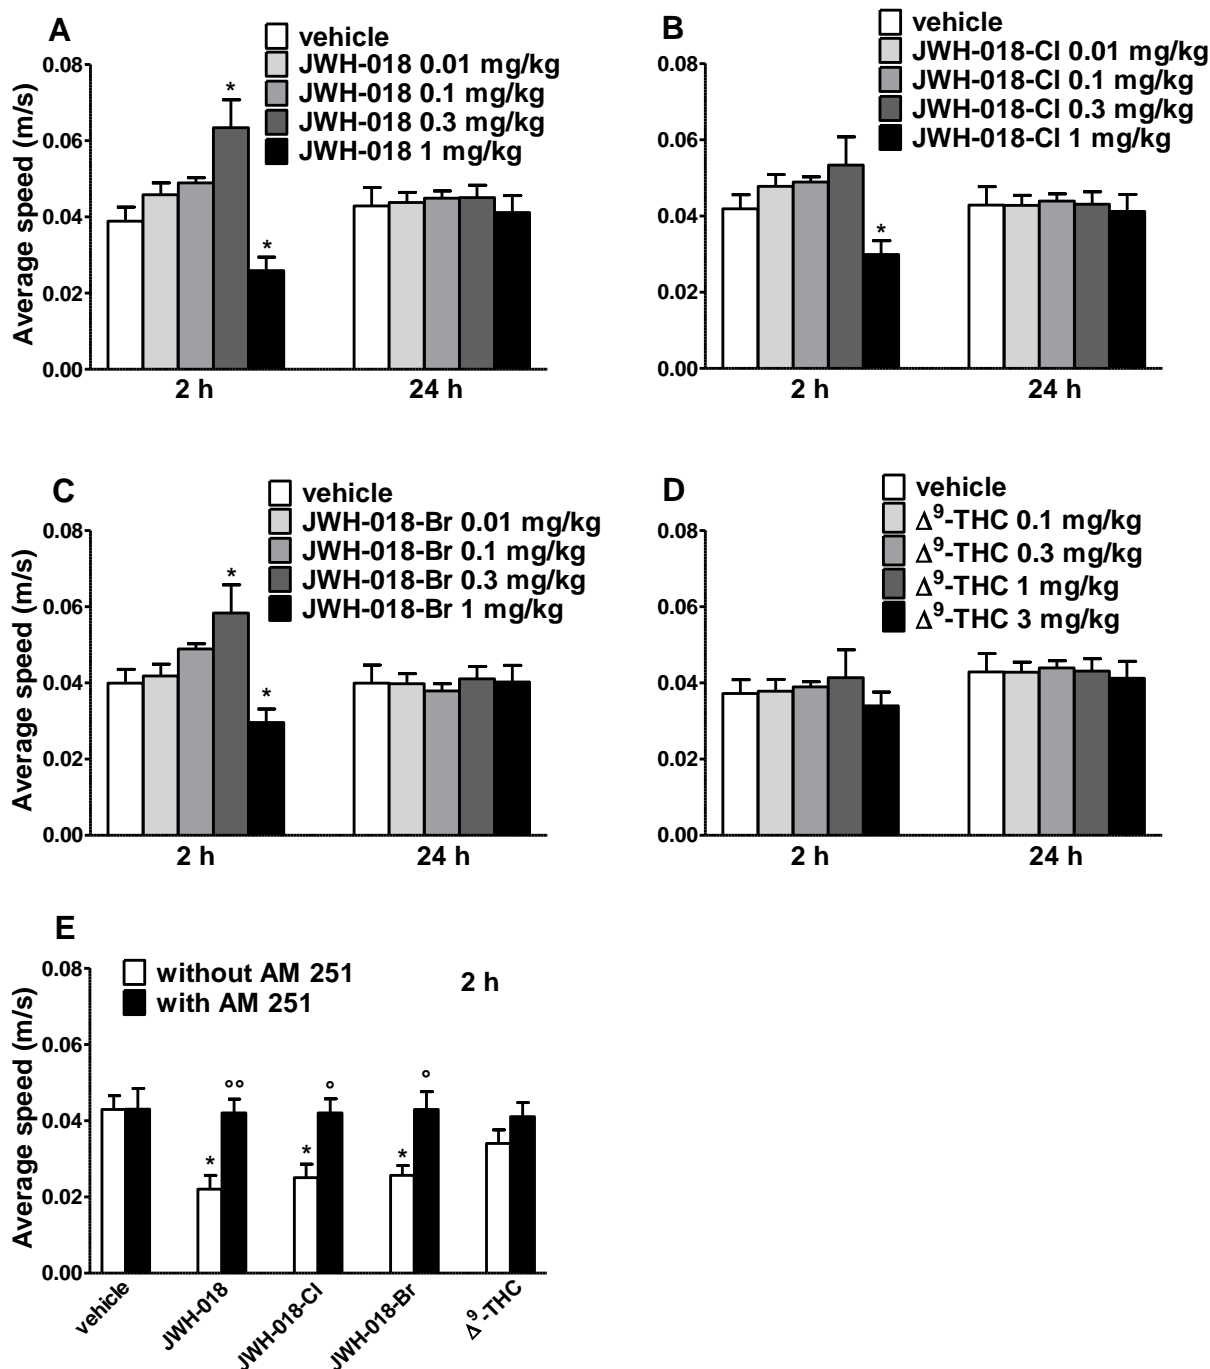 A
vehicle
JWH-018 0.01 mg/kg
JWH-018 0.1 mg/kg
JWH-018 0.3 mg/kg
JWH-018 1 mg/kg
Average speed (m/s)
0.08
0.06
0.04
0.02
0.00
*
*
2 h
24 h
B
vehicle
JWH-018-Cl 0.01 mg/kg
JWH-018-Cl 0.1 mg/kg
JWH-018-Cl 0.3 mg/kg
JWH-018-Cl 1 mg/kg
0.08
0.06
0.04
0.02
0.00
*
2 h
24 h
C
vehicle
JWH-018-Br 0.01 mg/kg
JWH-018-Br 0.1 mg/kg
JWH-018-Br 0.3 mg/kg
JWH-018-Br 1 mg/kg
Average speed (m/s)
0.08
0.06
0.04
0.02
0.00
*
*
2 h
24 h
D
vehicle
Δ⁹-THC 0.1 mg/kg
Δ⁹-THC 0.3 mg/kg
Δ⁹-THC 1 mg/kg
Δ⁹-THC 3 mg/kg
0.08
0.06
0.04
0.02
0.00
2 h
24 h
E
without AM 251
with AM 251
2 h
Average speed (m/s)
0.08
0.06
0.04
0.02
0.00
* °° * ° * °
vehicle
JWH-018
JWH-018-Cl
JWH-018-Br
Δ⁹-THC